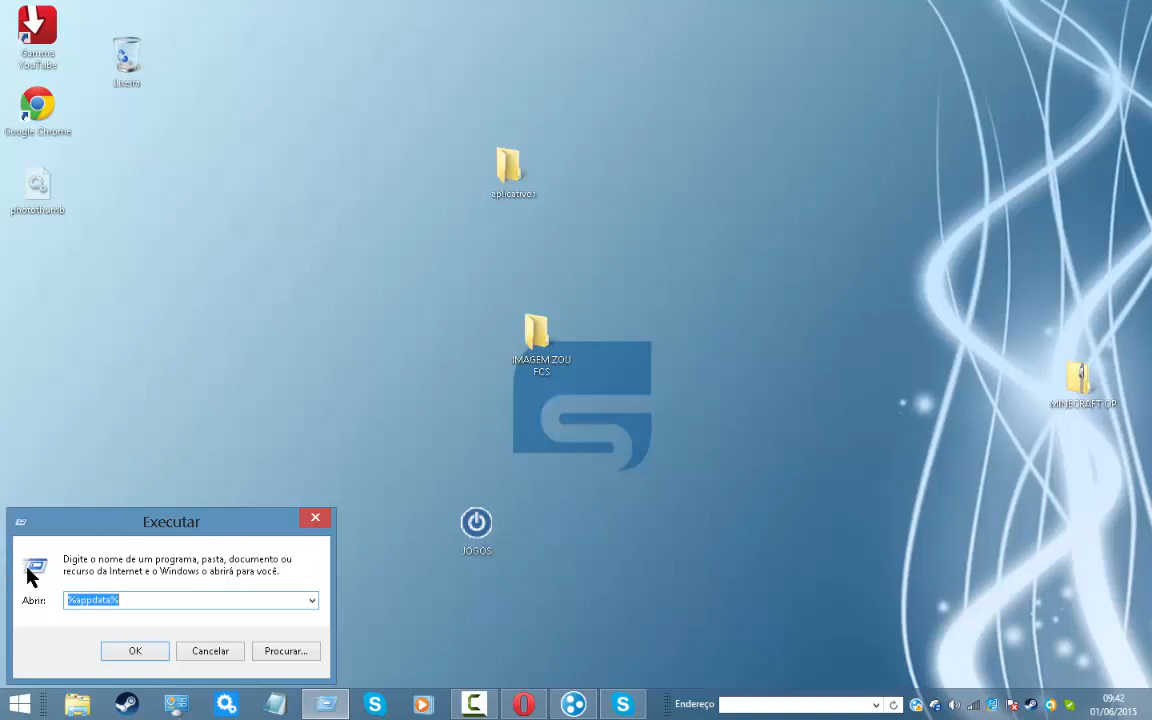 Gamma
YouTube
Lixeira
Google Chrome
photothumb
aplicativos
IMAGEM ZOU
FCS
MINECRAFT OP
JOGOS
Executar
Digite o nome de um programa, pasta, documento ou
recurso da Internet e o Windows o abrirá para você.
Abrir:
%appdata%
OK
Cancelar
Procurar...
Endereço
09:42
01/06/2015